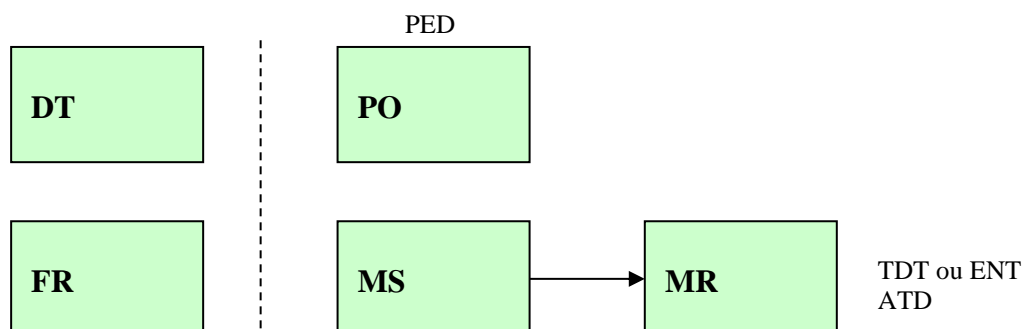 PED
DT
PO
FR
MS
MR
TDT ou ENT
ATD